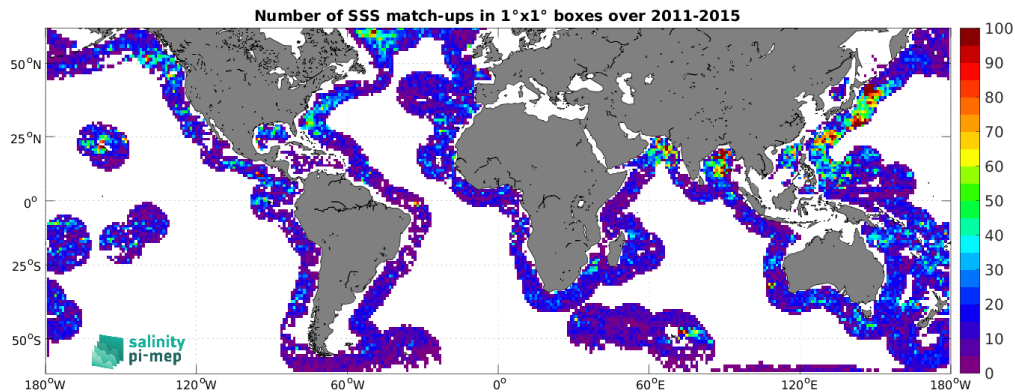 Number of SSS match-ups in 1°x1° boxes over 2011-2015
50°N
25°N
0°
25°S
50°S
180°W
120°W
60°W
0°
60°E
120°E
180°W
100
90
80
70
60
50
40
30
20
10
0
salinity
pi-mep